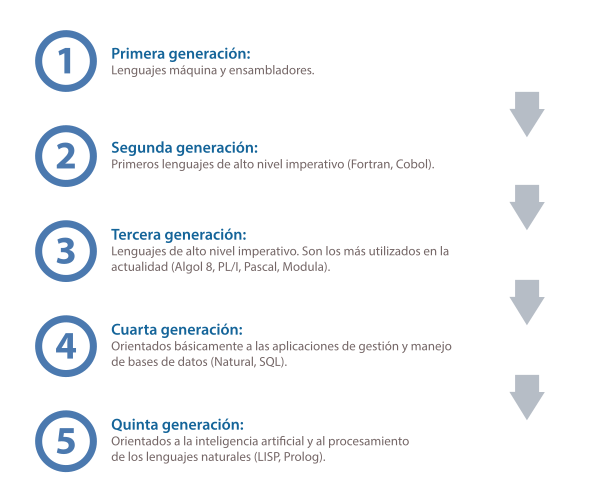 1
Primera generación:
Lenguajes máquina y ensambladores.
2
Segunda generación:
Primeros lenguajes de alto nivel imperativo (Fortran, Cobol).
3
Tercera generación:
Lenguajes de alto nivel imperativo. Son los más utilizados en la
actualidad (Algol 8, PL/I, Pascal, Modula).
4
Cuarta generación:
Orientados básicamente a las aplicaciones de gestión y manejo
de bases de datos (Natural, SQL).
5
Quinta generación:
Orientados a la inteligencia artificial y al procesamiento
de los lenguajes naturales (LISP, Prolog).